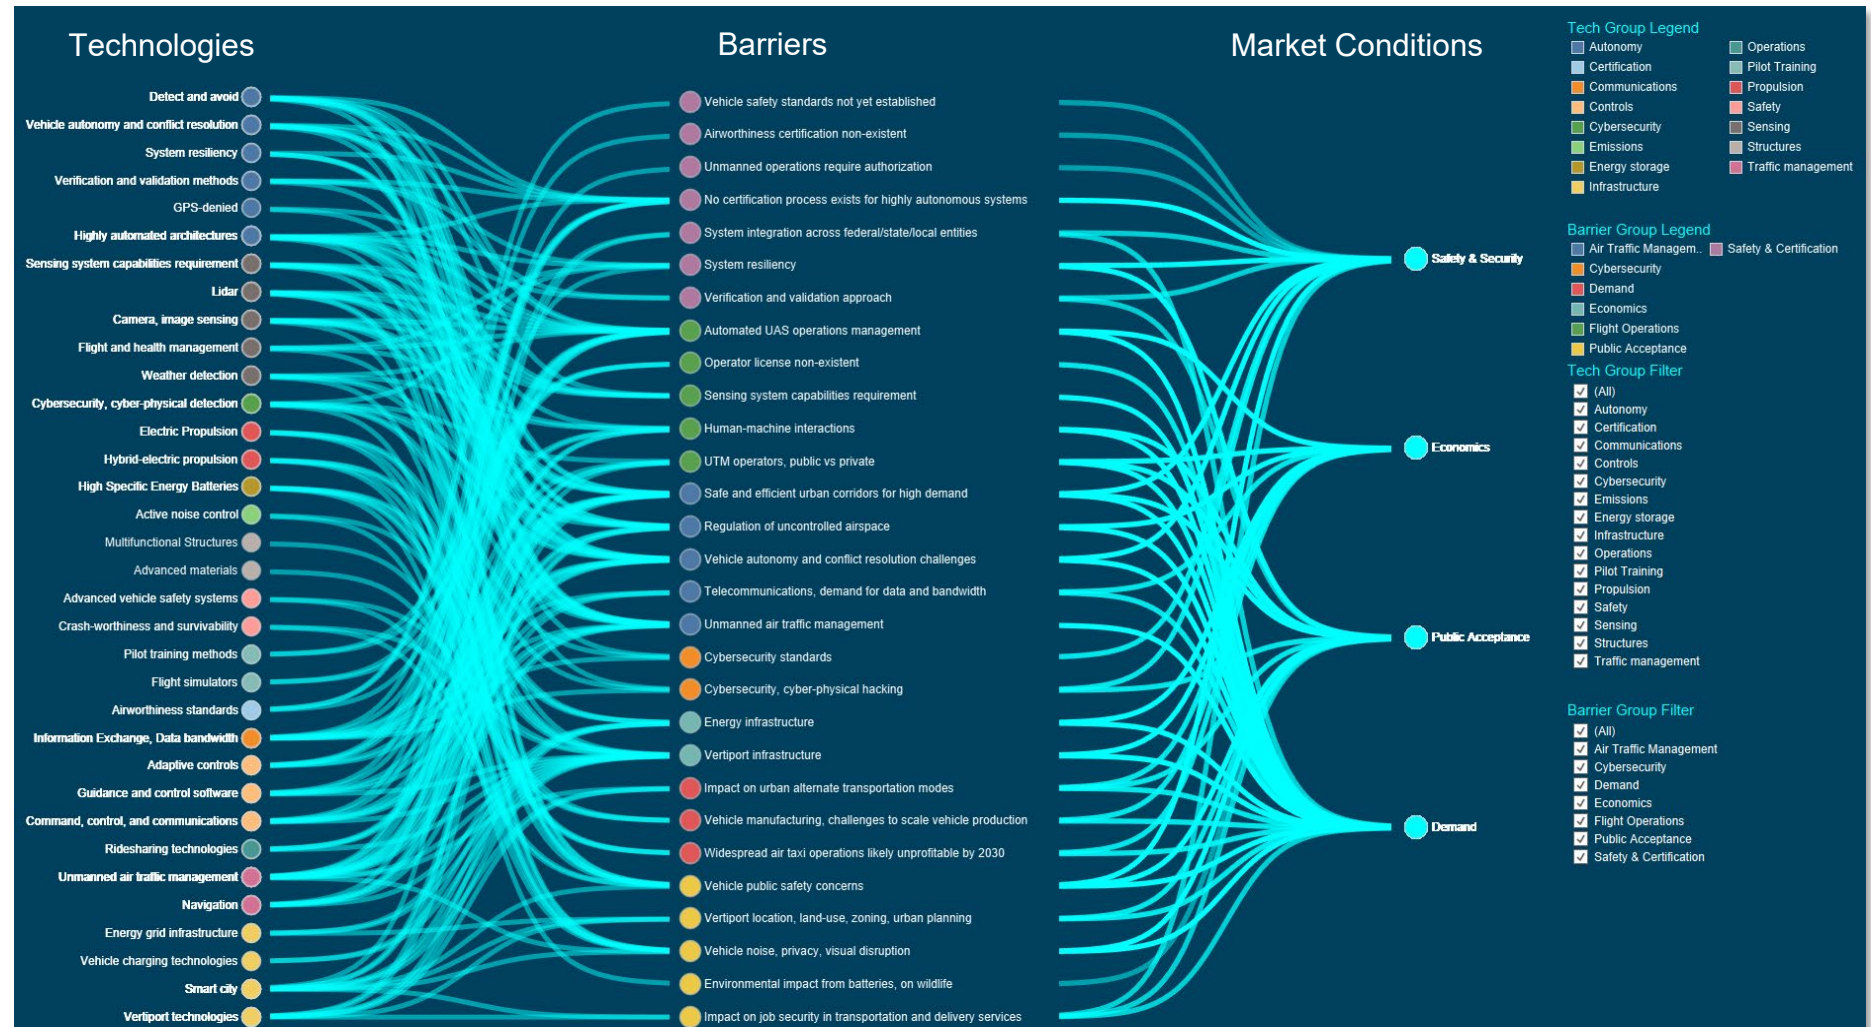 Technologies
Barriers
Market Conditions
Detect and avoid
Vehicle autonomy and conflict resolution
System resiliency
Verification and validation methods
GPS-denied
Highly automated architectures
Sensing system capabilities requirement
Lidar
Camera, image sensing
Flight and health management
Weather detection
Cybersecurity, cyber-physical detection
Electric Propulsion
Hybrid-electric propulsion
High Specific Energy Batteries
Active noise control
Multifunctional Structures
Advanced materials
Advanced vehicle safety systems
Crash-worthiness and survivability
Pilot training methods
Flight simulators
Airworthiness standards
Information Exchange, Data bandwidth
Adaptive controls
Guidance and control software
Command, control, and communications
Ridesharing technologies
Unmanned air traffic management
Navigation
Energy grid infrastructure
Vehicle charging technologies
Smart city
Vertiport technologies
Vehicle safety standards not yet established
Airworthiness certification non-existent
Unmanned operations require authorization
No certification process exists for highly autonomous systems
System integration across federal/state/local entities
System resiliency
Verification and validation approach
Automated UAS operations management
Operator license non-existent
Sensing system capabilities requirement
Human-machine interactions
UTM operators, public vs private
Safe and efficient urban corridors for high demand
Regulation of uncontrolled airspace
Vehicle autonomy and conflict resolution challenges
Telecommunications, demand for data and bandwidth
Unmanned air traffic management
Cybersecurity standards
Cybersecurity, cyber-physical hacking
Energy infrastructure
Vertiport infrastructure
Impact on urban alternate transportation modes
Vehicle manufacturing, challenges to scale vehicle production
Widespread air taxi operations likely unprofitable by 2030
Vehicle public safety concerns
Vertiport location, land-use, zoning, urban planning
Vehicle noise, privacy, visual disruption
Environmental impact from batteries, on wildlife
Impact on job security in transportation and delivery services
Safety & Security
Economics
Public Acceptance
Demand
Tech Group Legend
Autonomy
Certification
Communications
Controls
Cybersecurity
Emissions
Energy storage
Infrastructure
Operations
Pilot Training
Propulsion
Safety
Sensing
Structures
Traffic management
Barrier Group Legend
Air Traffic Managem.. Safety & Certification
Cybersecurity
Demand
Economics
Flight Operations
Public Acceptance
Tech Group Filter
(All)
Autonomy
Certification
Communications
Controls
Cybersecurity
Emissions
Energy storage
Infrastructure
Operations
Pilot Training
Propulsion
Safety
Sensing
Structures
Traffic management
Barrier Group Filter
(All)
Air Traffic Management
Cybersecurity
Demand
Economics
Flight Operations
Public Acceptance
Safety & Certification